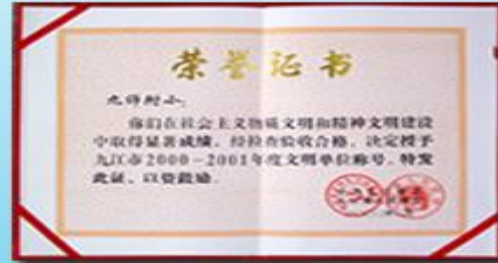 荣誉证书
九师附小:
你们在社会主义物质文明和精神文明建设
中取得显著成绩，经检查验收合格，决定授予
九江市2000-2001年度文明单位称号，特发
此证，以资鼓励